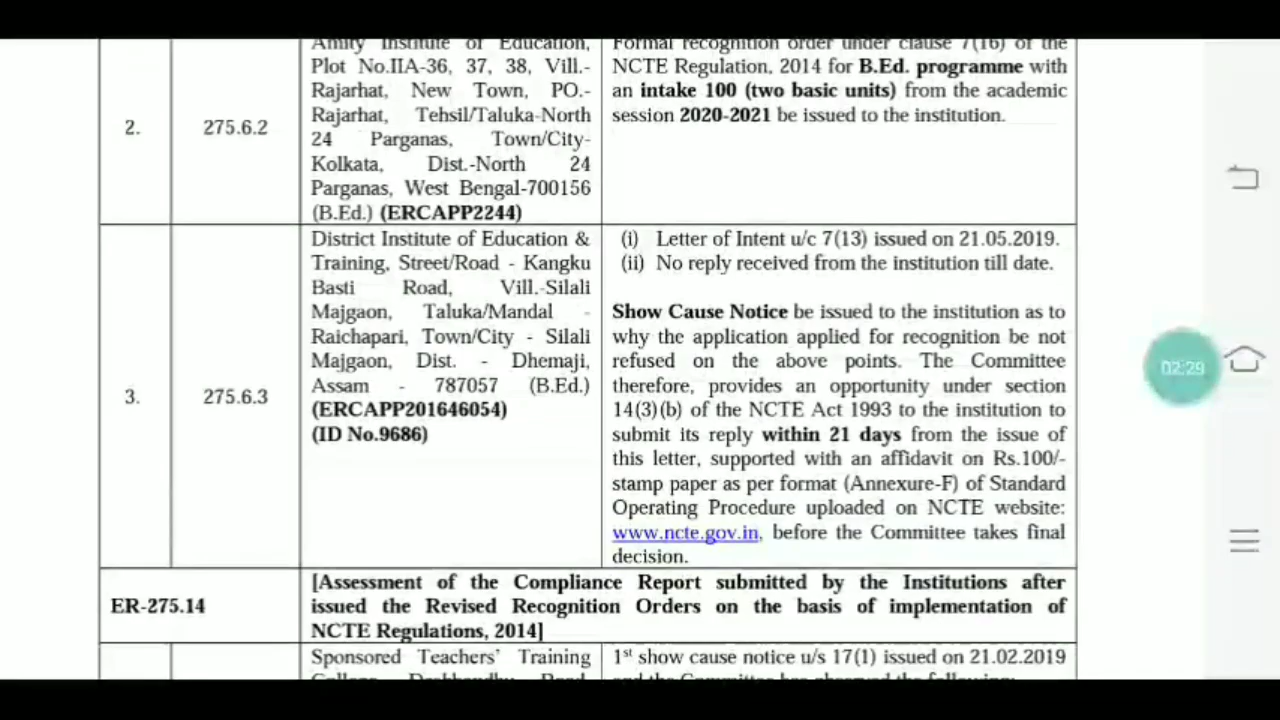 2.
275.6.2
Amity Institute of Education,
Plot No.IIA-36, 37, 38, Vill.-
Rajarhat, New Town, PO.-
Rajarhat, Tehsil/Taluka-North
24 Parganas, Town/City-
Kolkata, Dist.-North 24
Parganas, West Bengal-700156
(B.Ed.) (ERCAPP2244)
Formal recognition order under clause 7(16) of the
NCTE Regulation, 2014 for B.Ed. programme with
an intake 100 (two basic units) from the academic
session 2020-2021 be issued to the institution.
3.
275.6.3
District Institute of Education &
Training, Street/Road - Kangku
Basti Road, Vill.-Silali
Majgaon, Taluka/Mandal -
Raichapari, Town/City - Silali
Majgaon, Dist. - Dhemaji,
Assam - 787057 (B.Ed.)
(ERCAPP201646054)
(ID No.9686)
(i) Letter of Intent u/c 7(13) issued on 21.05.2019.
(ii) No reply received from the institution till date.
Show Cause Notice be issued to the institution as to
why the application applied for recognition be not
refused on the above points. The Committee
therefore, provides an opportunity under section
14(3)(b) of the NCTE Act 1993 to the institution to
submit its reply within 21 days from the issue of
this letter, supported with an affidavit on Rs.100/-
stamp paper as per format (Annexure-F) of Standard
Operating Procedure uploaded on NCTE website:
www.ncte.gov.in, before the Committee takes final
decision.
ER-275.14
[Assessment of the Compliance Report submitted by the Institutions after
issued the Revised Recognition Orders on the basis of implementation of
NCTE Regulations, 2014]
Sponsored Teachers' Training
1st show cause notice u/s 17(1) issued on 21.02.2019
02:29